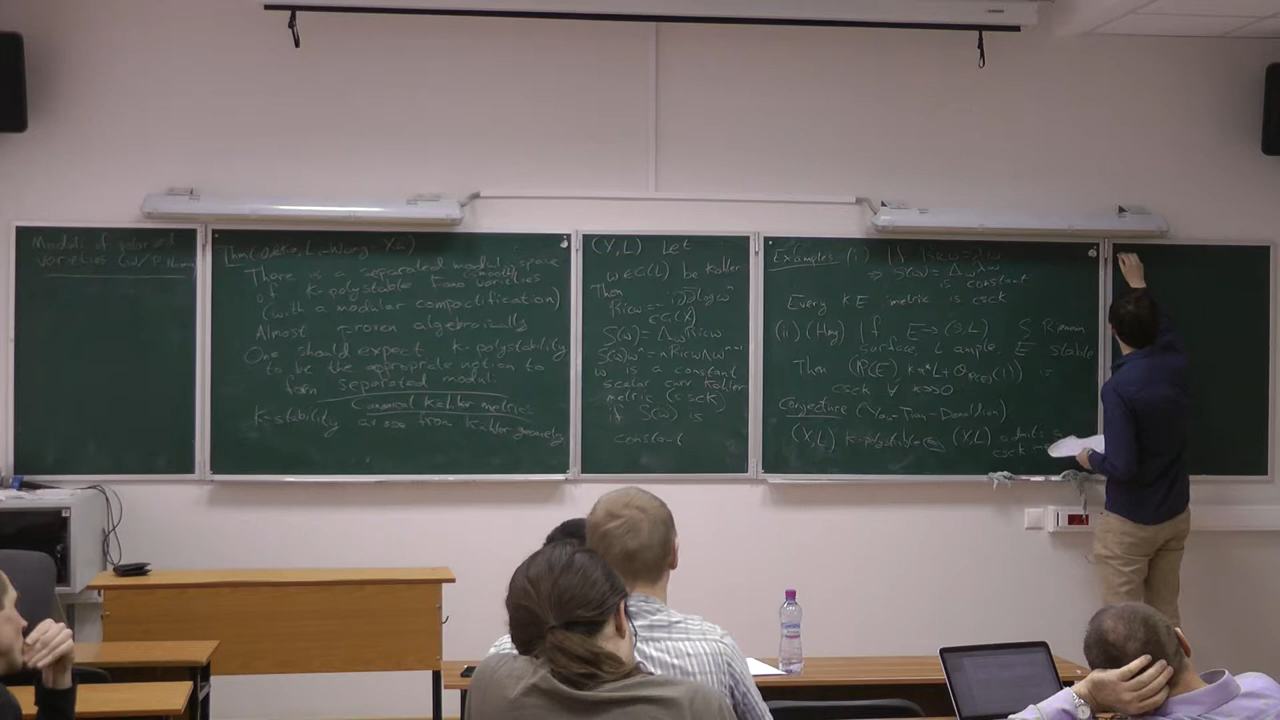 Moduli of polarised
varieties (w/ P. Naumann)
Thm (Odaka, Li-Wang-Xu)
There is a separated moduli space
of K-polystable (smooth) Fano varieties
(with a modular compactification)
Almost proven algebraically
One should expect K-polystability
to be the appropriate notion to
form separated moduli.
Canonical Kähler metrics
K-stability arose from Kähler geometry
(X,L) Let
ω∈c₁(L) be Kähler
Then
Ric ω = -i∂∂̄ log ωⁿ
∈ c₁(X)
S(ω) = Λ_ω Ric ω
S(ω)ωⁿ = n Ric ω ∧ ωⁿ⁻¹
ω is a constant
scalar curv Kähler
metric (cscK)
if S(ω) is
constant
Examples: (i) If Ric ω = λω
⇒ S(ω) = Λ_ω λω
is constant
Every KE metric is cscK
(ii) (Hong) If E → (S,L) S Riemann
surface, L ample, E stable
Then (P(E), kπ*L + O_{P(E)}(1)) is
cscK ∀ k>>0
Conjecture (Yau-Tian-Donaldson)
(X,L) K-polystable ⇔ (X,L) admits a
cscK